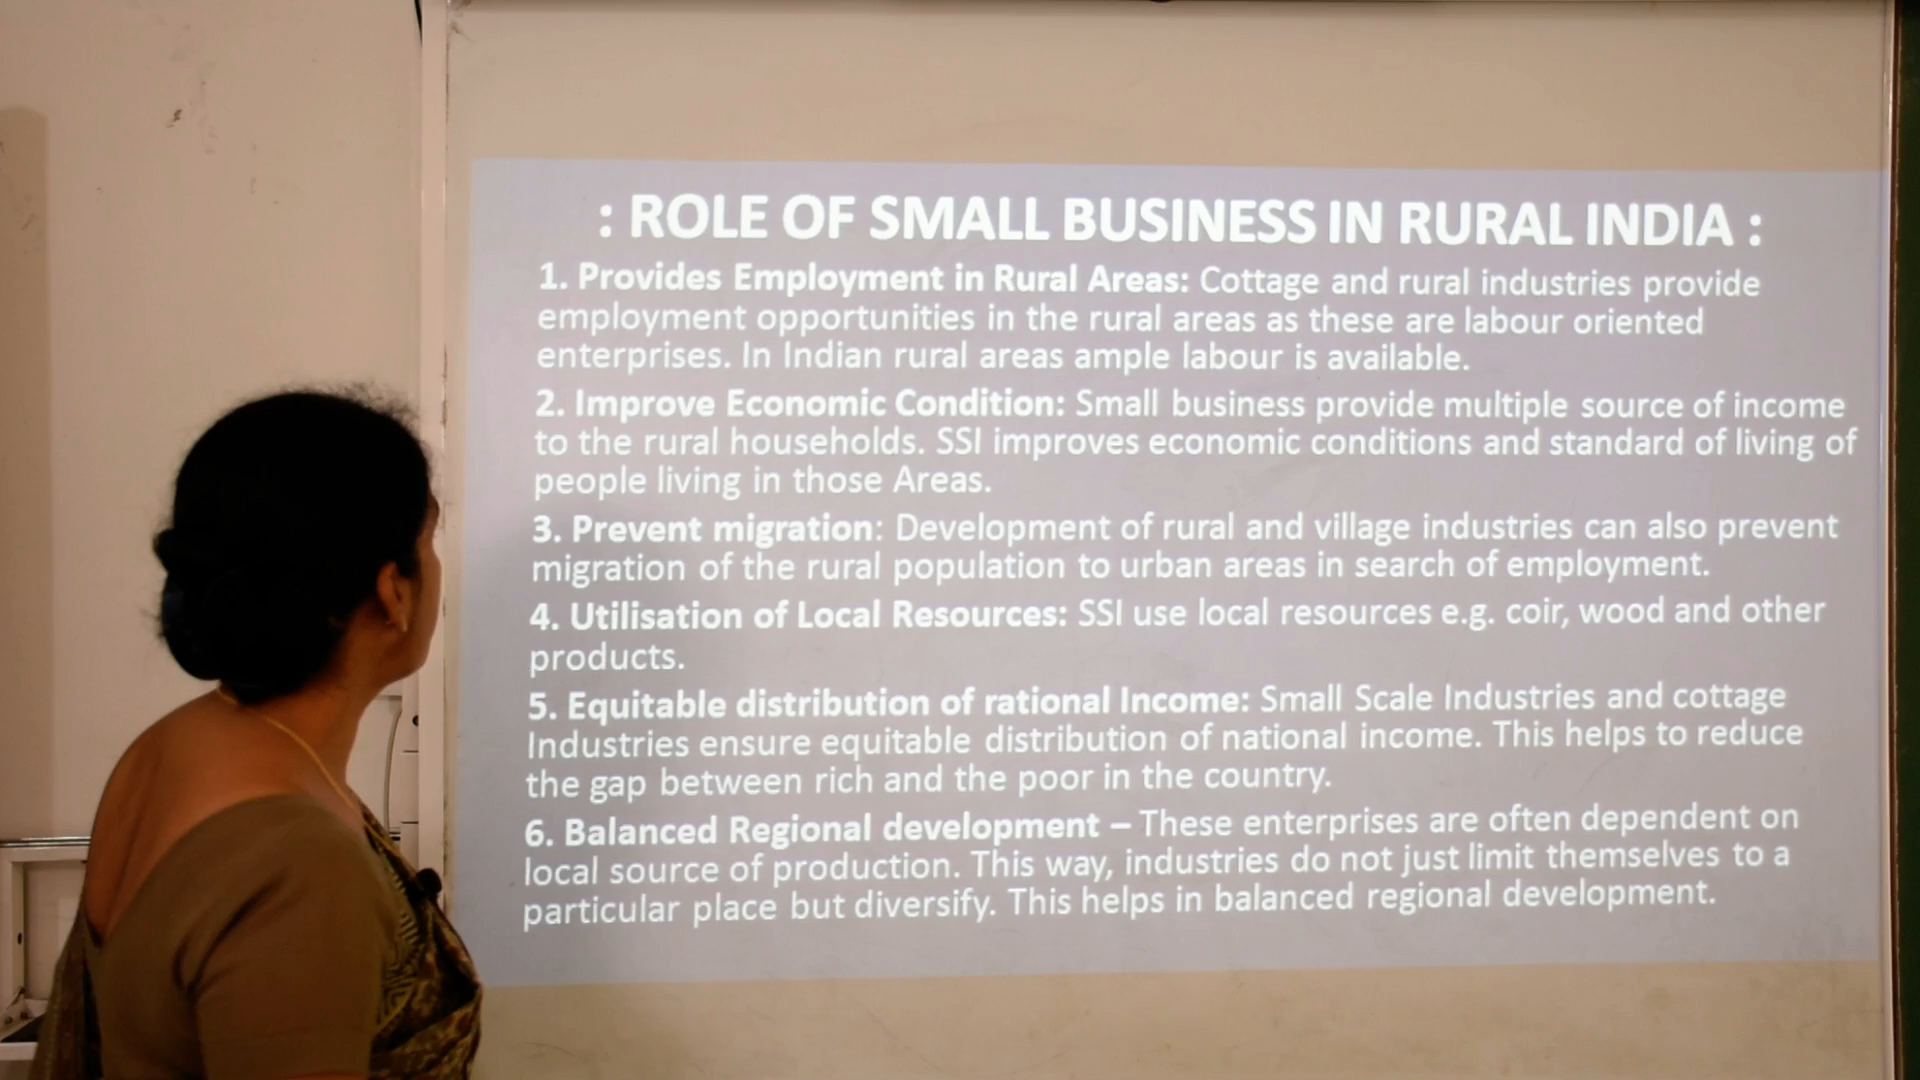 : ROLE OF SMALL BUSINESS IN RURAL INDIA :
1. Provides Employment in Rural Areas: Cottage and rural industries provide
employment opportunities in the rural areas as these are labour oriented
enterprises. In Indian rural areas ample labour is available.
2. Improve Economic Condition: Small business provide multiple source of income
to the rural households. SSI improves economic conditions and standard of living of
people living in those Areas.
3. Prevent migration: Development of rural and village industries can also prevent
migration of the rural population to urban areas in search of employment.
4. Utilisation of Local Resources: SSI use local resources e.g. coir, wood and other
products.
5. Equitable distribution of rational Income: Small Scale Industries and cottage
Industries ensure equitable distribution of national income. This helps to reduce
the gap between rich and the poor in the country.
6. Balanced Regional development – These enterprises are often dependent on
local source of production. This way, industries do not just limit themselves to a
particular place but diversify. This helps in balanced regional development.